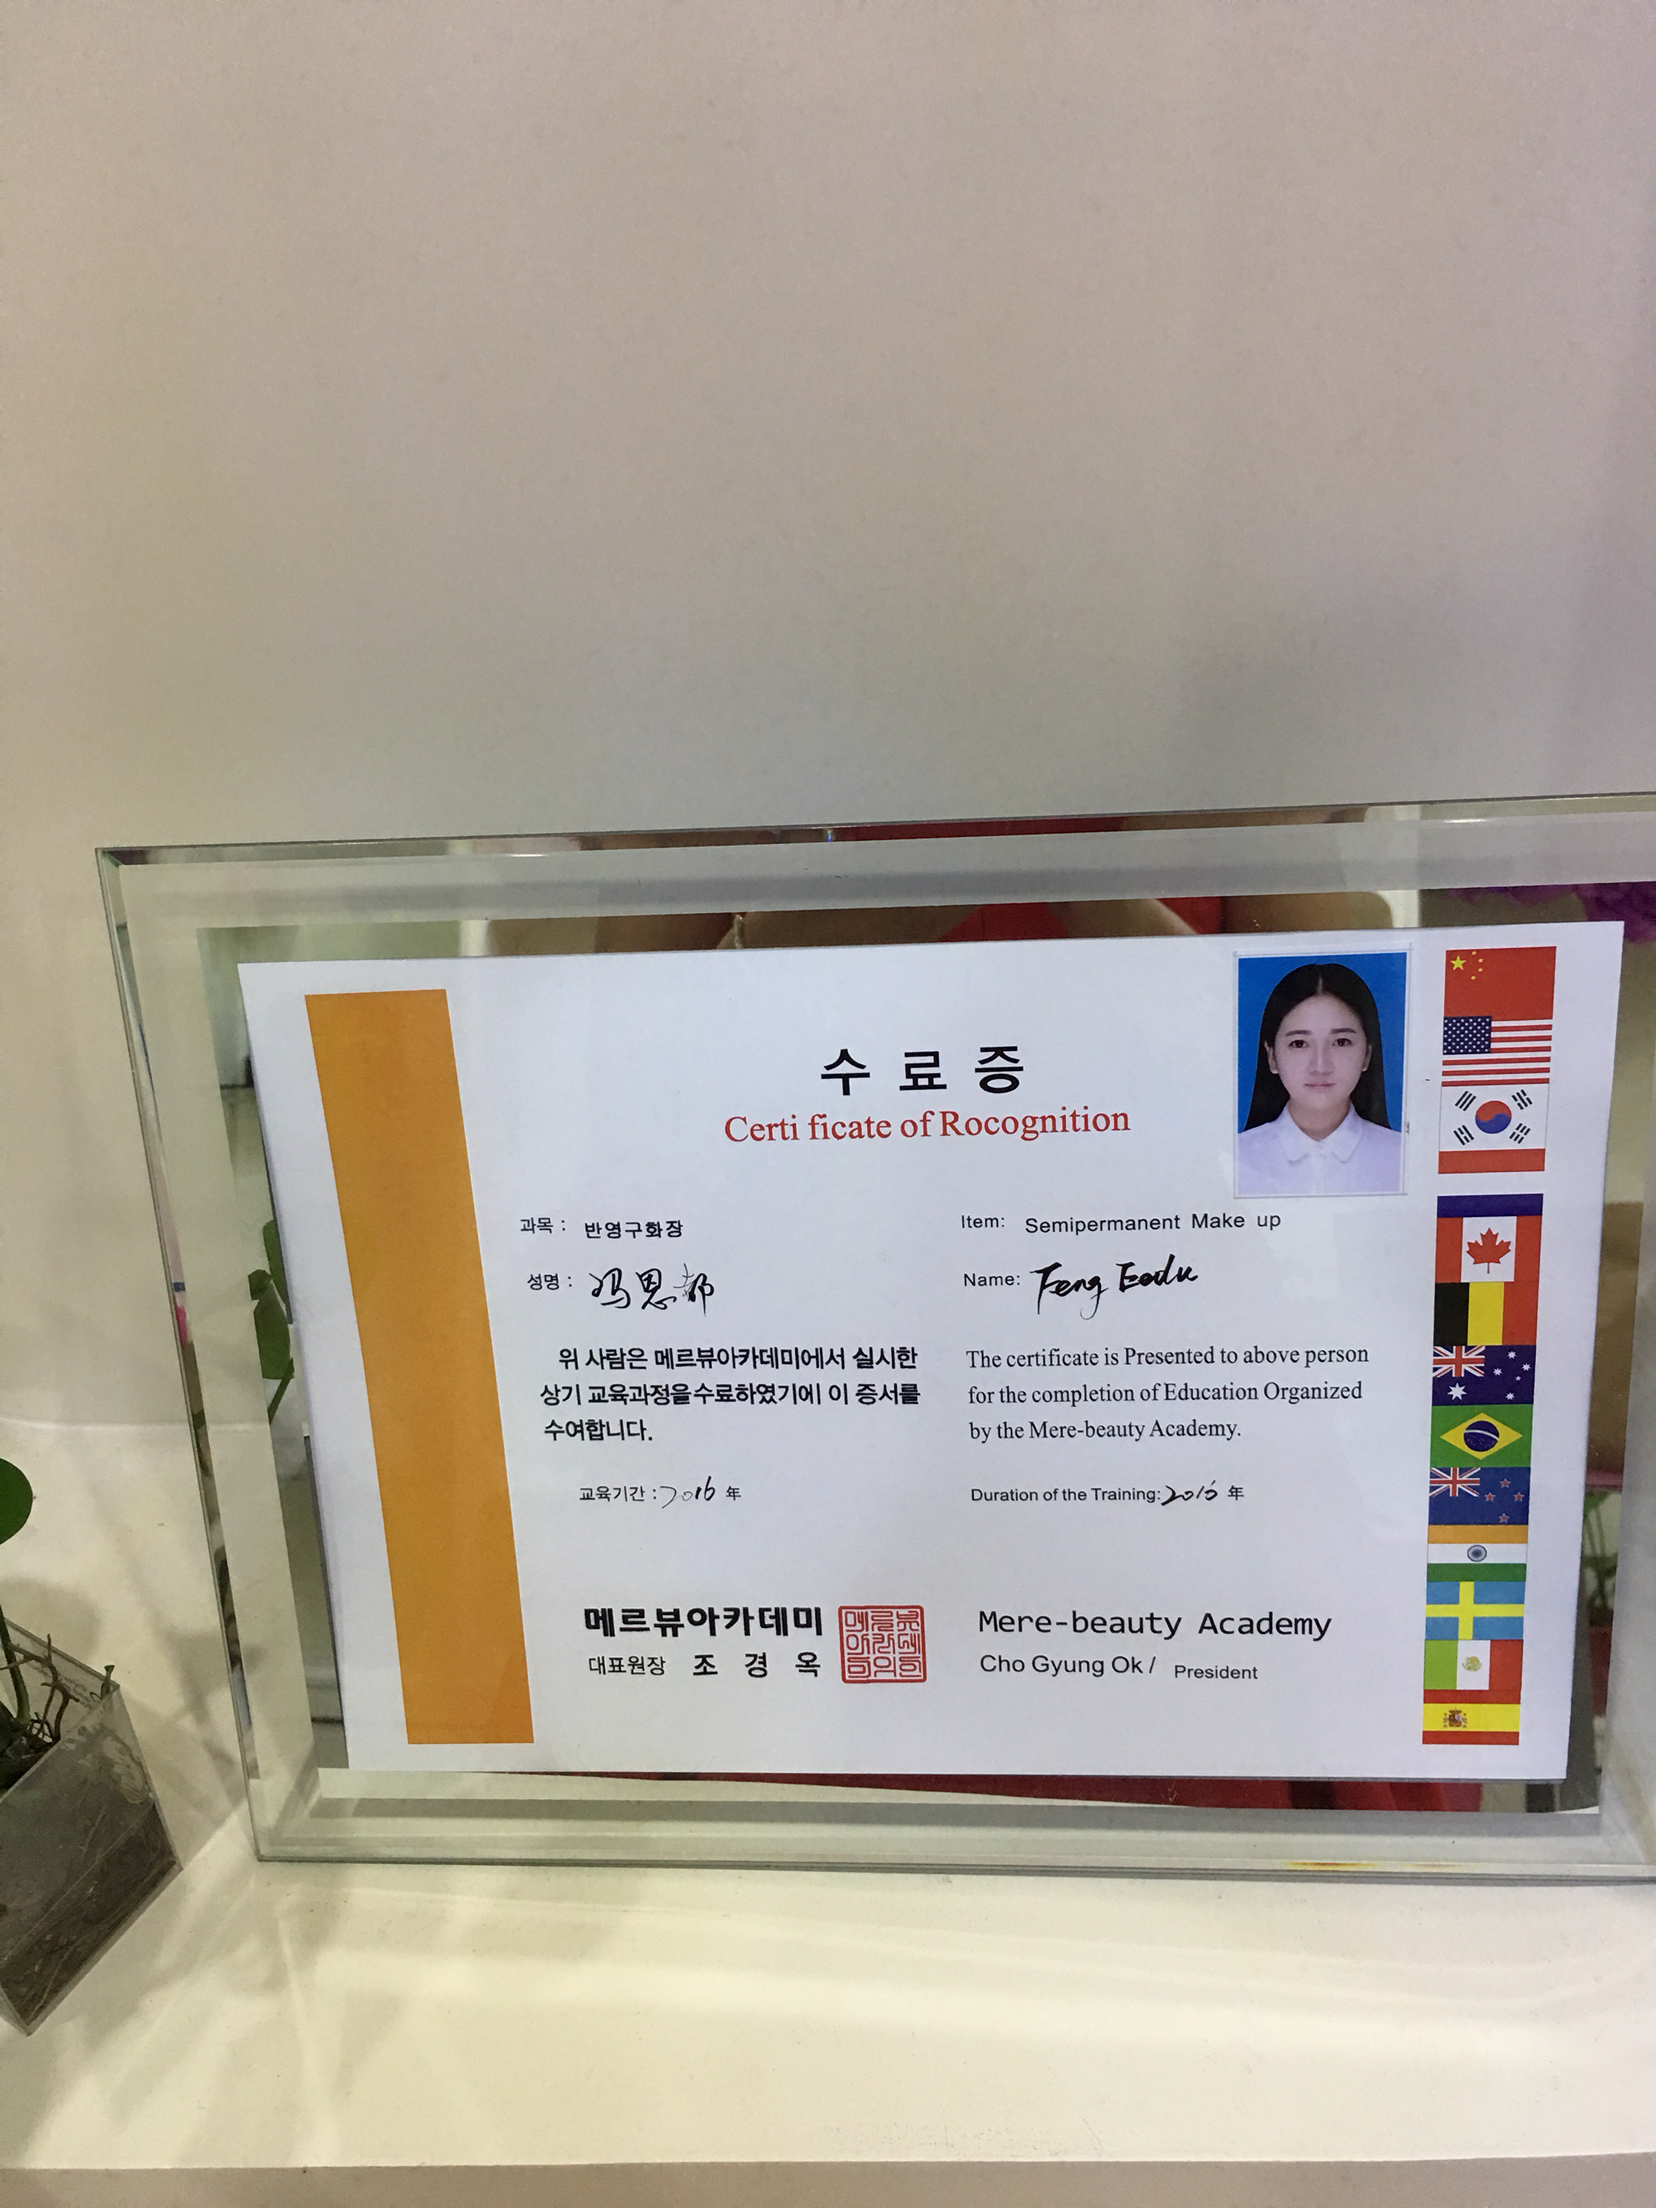 수료증
Certi ficate of Rocognition
과목 : 반영구화장
성명 : 冯恩都
위 사람은 메르뷰아카데미에서 실시한
상기 교육과정을수료하였기에 이 증서를
수여합니다.
교육기간 : 2016 年
메르뷰아카데미
대표원장 조 경 옥
Item: Semipermanent Make up
Name: Feng Eodu
The certificate is Presented to above person
for the completion of Education Organized
by the Mere-beauty Academy.
Duration of the Training: 2016 年
Mere-beauty Academy
Cho Gyung Ok / President